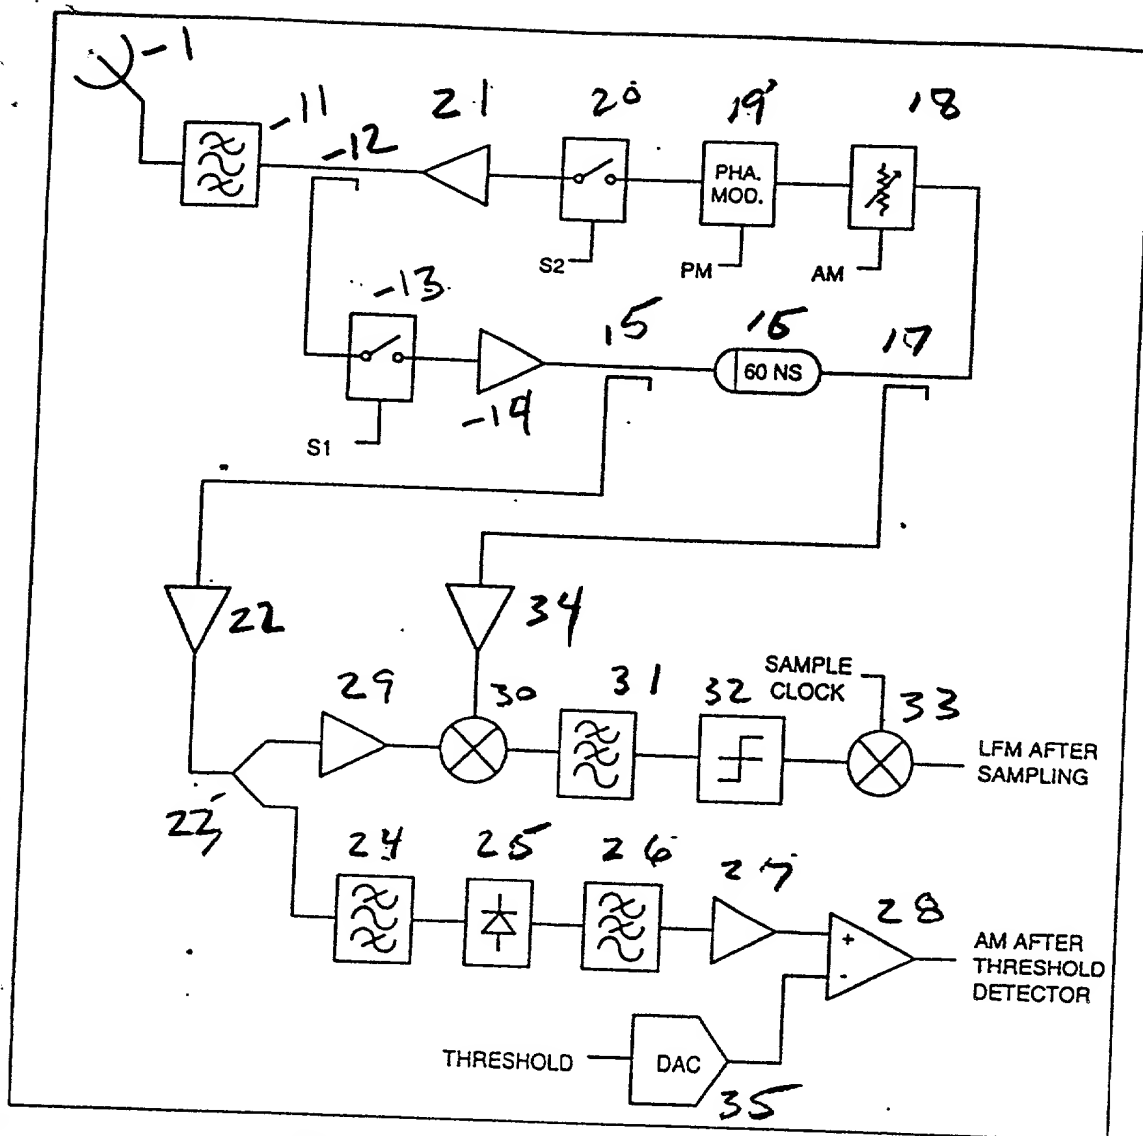 -1
-11
-12
21
20
19
18
PHA.
MOD.
S2
PM
AM
-13
15
16
17
60 NS
-14
S1
22
34
29
30
31
32
SAMPLE
CLOCK
33
LFM AFTER
SAMPLING
23
24
25
26
27
28
+
-
AM AFTER
THRESHOLD
DETECTOR
THRESHOLD
DAC
35